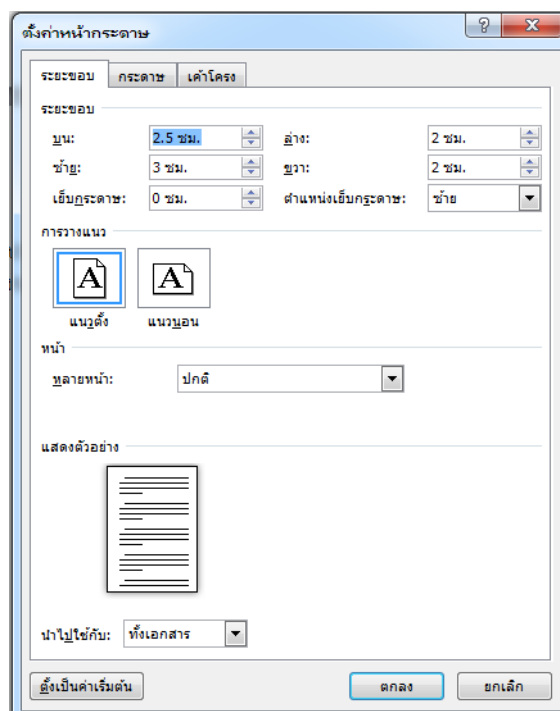 ตั้งค่าหน้ากระดาษ
ระยะขอบ กระดาษ เค้าโครง
ระยะขอบ
บน: 2.5 ซม. ล่าง: 2 ซม.
ซ้าย: 3 ซม. ขวา: 2 ซม.
เย็บกระดาษ: 0 ซม. ตำแหน่งเย็บกระดาษ: ซ้าย
การวางแนว
A A
แนวตั้ง แนวนอน
หน้า
หลายหน้า: ปกติ
แสดงตัวอย่าง
นำไปใช้กับ: ทั้งเอกสาร
ตั้งเป็นค่าเริ่มต้น ตกลง ยกเลิก